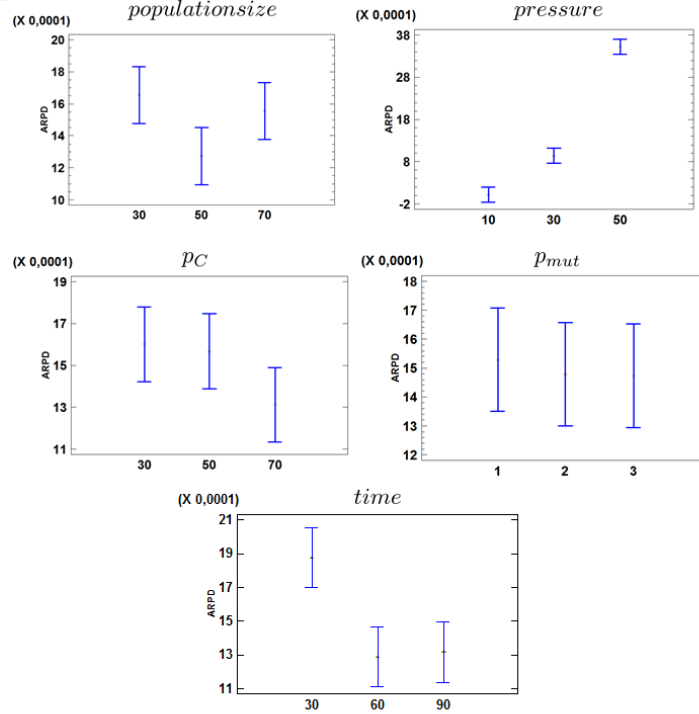 populationsize
(X 0,0001)
20
18
16
14
12
10
ARPD
30 50 70
pressure
(X 0,0001)
38
28
18
8
-2
ARPD
10 30 50
p_C
(X 0,0001)
19
17
15
13
11
ARPD
30 50 70
p_mut
(X 0,0001)
18
17
16
15
14
13
12
ARPD
1 2 3
time
(X 0,0001)
21
19
17
15
13
11
ARPD
30 60 90